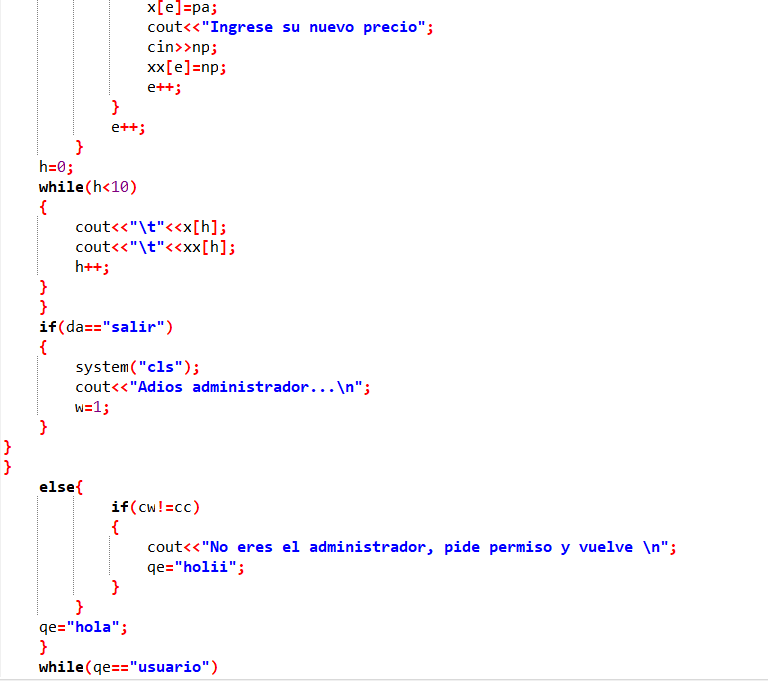 x[e]=pa;
cout<<"Ingrese su nuevo precio";
cin>>np;
xx[e]=np;
e++;
}
e++;
}
h=0;
while(h<10)
{
cout<<"\t"<<x[h];
cout<<"\t"<<xx[h];
h++;
}
}
if(da=="salir")
{
system("cls");
cout<<"Adios administrador...\n";
w=1;
}
}
}
else{
if(cw!=cc)
{
cout<<"No eres el administrador, pide permiso y vuelve \n";
qe="holii";
}
}
qe="hola";
}
while(qe=="usuario")